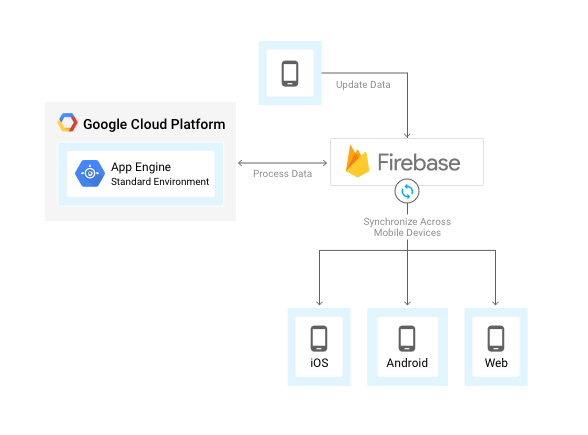 Update Data
Google Cloud Platform
App Engine
Standard Environment
Process Data
Firebase
Synchronize Across
Mobile Devices
iOS
Android
Web